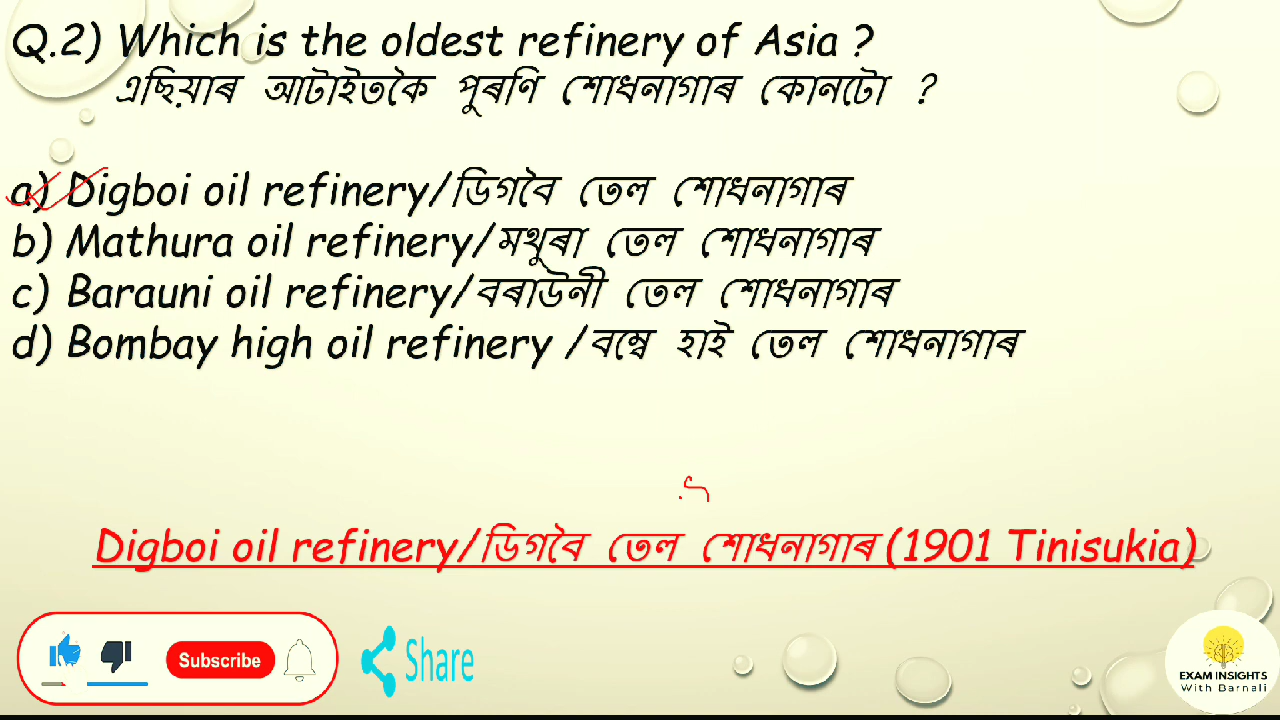 Q.2) Which is the oldest refinery of Asia ?
এছিয়াৰ আটাইতকৈ পুৰণি শোধনাগাৰ কোনটো ?
a) Digboi oil refinery/ডিগবৈ তেল শোধনাগাৰ
b) Mathura oil refinery/মথুৰা তেল শোধনাগাৰ
c) Barauni oil refinery/বৰাউনী তেল শোধনাগাৰ
d) Bombay high oil refinery /বম্বে হাই তেল শোধনাগাৰ
Digboi oil refinery/ডিগবৈ তেল শোধনাগাৰ (1901 Tinisukia)
Subscribe
Share
EXAM INSIGHTS
With Barnali